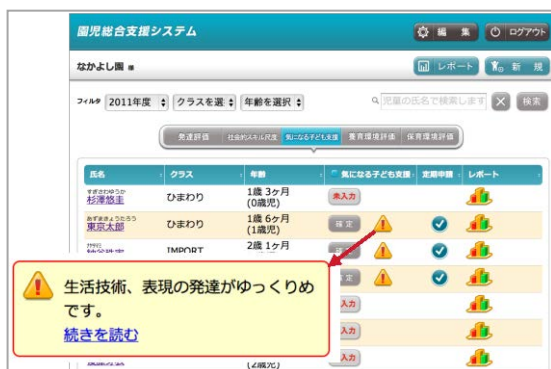 園児総合支援システム
編 集
ログアウト
なかよし園
レポート
新 規
フィルタ 2011年度 クラスを選 年齢を選択
児童の氏名で検索します
検索
発達評価 社会的スキル尺度 気になる子ども支援 養育環境評価 保育環境評価
氏名 クラス 年齢 気になる子ども支援 定期申請 レポート
すぎさわゆうか
杉澤悠圭 ひまわり 1歳 3ヶ月 未入力
(0歳児)
あずまきょうたろう
東京太郎 ひまわり 1歳 6ヶ月 確 定
(1歳児)
IMPORT 2歳 1ヶ月
定
生活技術、表現の発達がゆっくりめ
です。
続きを読む
入力
入力
入力
(2歳児)